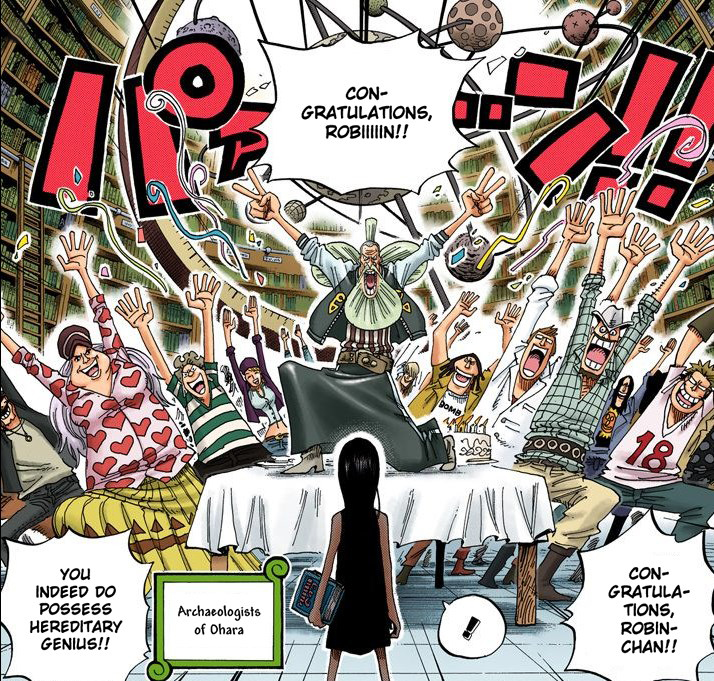 CON-
GRATULATIONS,
ROBIIIIIN!!
パァ
ン!!
BOMB
18
YOU
INDEED DO
POSSESS
HEREDITARY
GENIUS!!
Archaeologists
of Ohara
!
CON-
GRATULA-
TIONS,
ROBIN-
CHAN!!